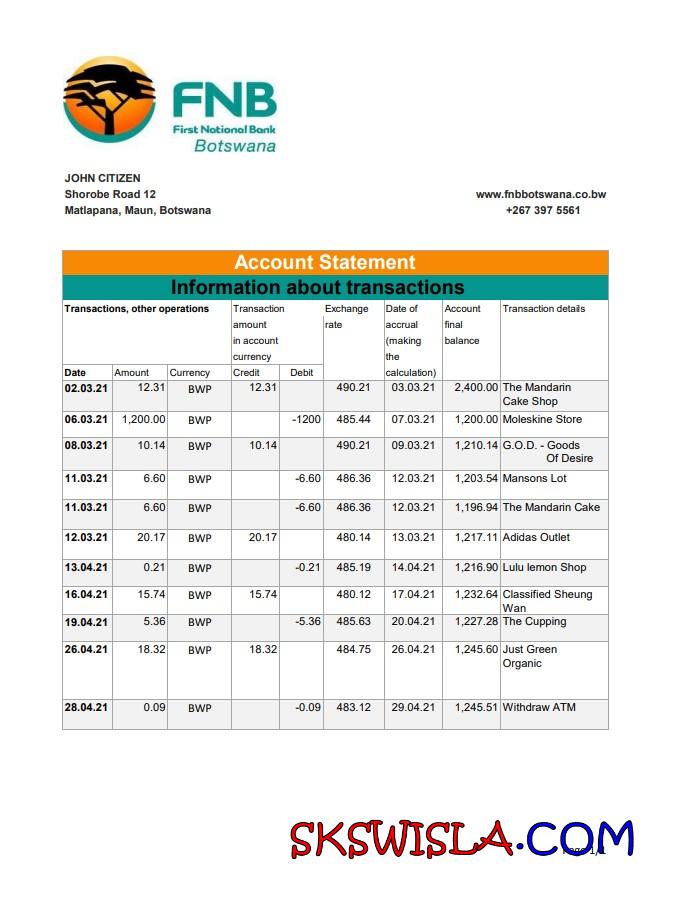 FNB
First National Bank
Botswana
JOHN CITIZEN
Shorobe Road 12
www.fnbbotswana.co.bw
Matlapana, Maun, Botswana
+267 397 5561
Account Statement
Information about transactions
Transactions, other operations
Transaction
amount
in account
currency
Exchange
rate
Date of
accrual
(making
the
calculation)
Account
final
balance
Transaction details
Date Amount Currency Credit Debit
02.03.21 12.31 BWP 12.31 490.21 03.03.21 2,400.00 The Mandarin
Cake Shop
06.03.21 1,200.00 BWP -1200 485.44 07.03.21 1,200.00 Moleskine Store
08.03.21 10.14 BWP 10.14 490.21 09.03.21 1,210.14 G.O.D. - Goods
Of Desire
11.03.21 6.60 BWP -6.60 486.36 12.03.21 1,203.54 Mansons Lot
11.03.21 6.60 BWP -6.60 486.36 12.03.21 1,196.94 The Mandarin Cake
12.03.21 20.17 BWP 20.17 480.14 13.03.21 1,217.11 Adidas Outlet
13.04.21 0.21 BWP -0.21 485.19 14.04.21 1,216.90 Lulu lemon Shop
16.04.21 15.74 BWP 15.74 480.12 17.04.21 1,232.64 Classified Sheung
Wan
19.04.21 5.36 BWP -5.36 485.63 20.04.21 1,227.28 The Cupping
26.04.21 18.32 BWP 18.32 484.75 26.04.21 1,245.60 Just Green
Organic
28.04.21 0.09 BWP -0.09 483.12 29.04.21 1,245.51 Withdraw ATM
SKSWISLA.COM
Page 1/1